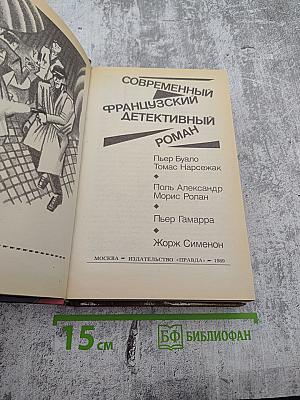 СОВРЕМЕННЫЙ
ФРАНЦУЗСКИЙ
ДЕТЕКТИВНЫЙ
РОМАН
Пьер Буало
Томас Нарсежак
Поль Александр
Морис Ролан
Пьер Гамарра
Жорж Сименон
МОСКВА – ИЗДАТЕЛЬСТВО «ПРАВДА» – 1989
15 см
БФ БИБЛИОФАН